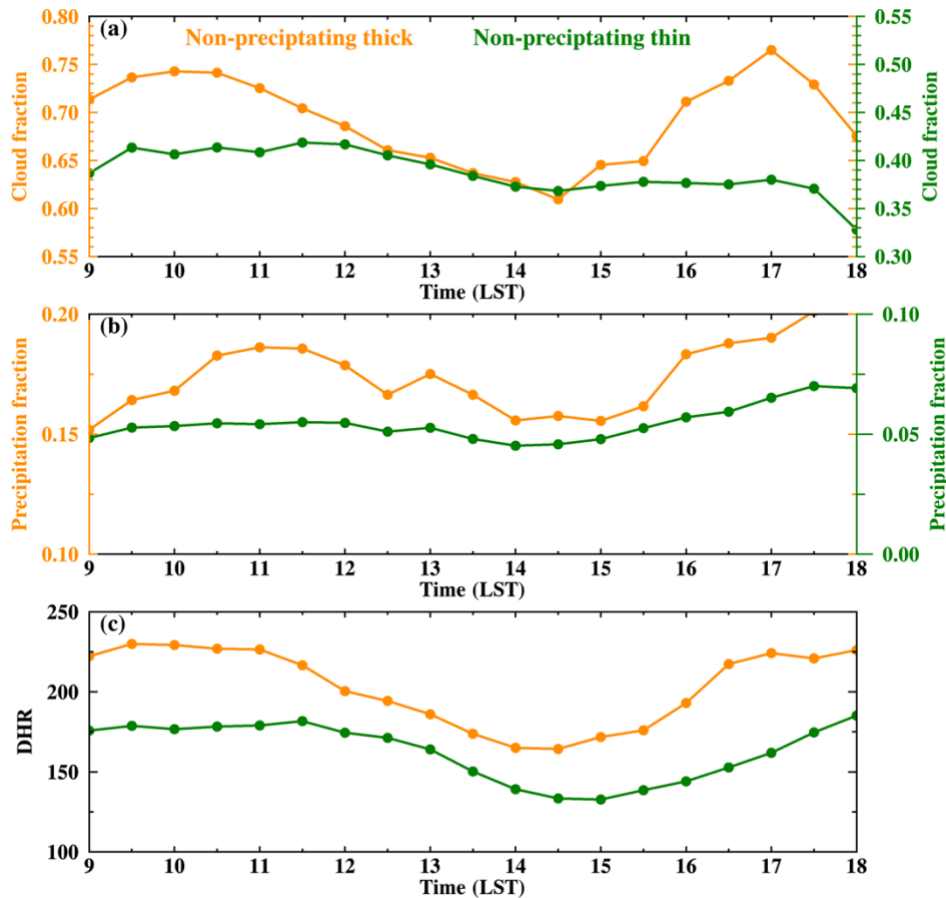 (a)
Non-preciptating thick
Non-preciptating thin
Cloud fraction
0.80
0.75
0.70
0.65
0.60
0.55
Cloud fraction
0.55
0.50
0.45
0.40
0.35
0.30
9 10 11 12 13 14 15 16 17 18
Time (LST)
(b)
Precipitation fraction
0.20
0.15
0.10
Precipitation fraction
0.10
0.05
0.00
9 10 11 12 13 14 15 16 17 18
Time (LST)
(c)
DHR
250
200
150
100
9 10 11 12 13 14 15 16 17 18
Time (LST)